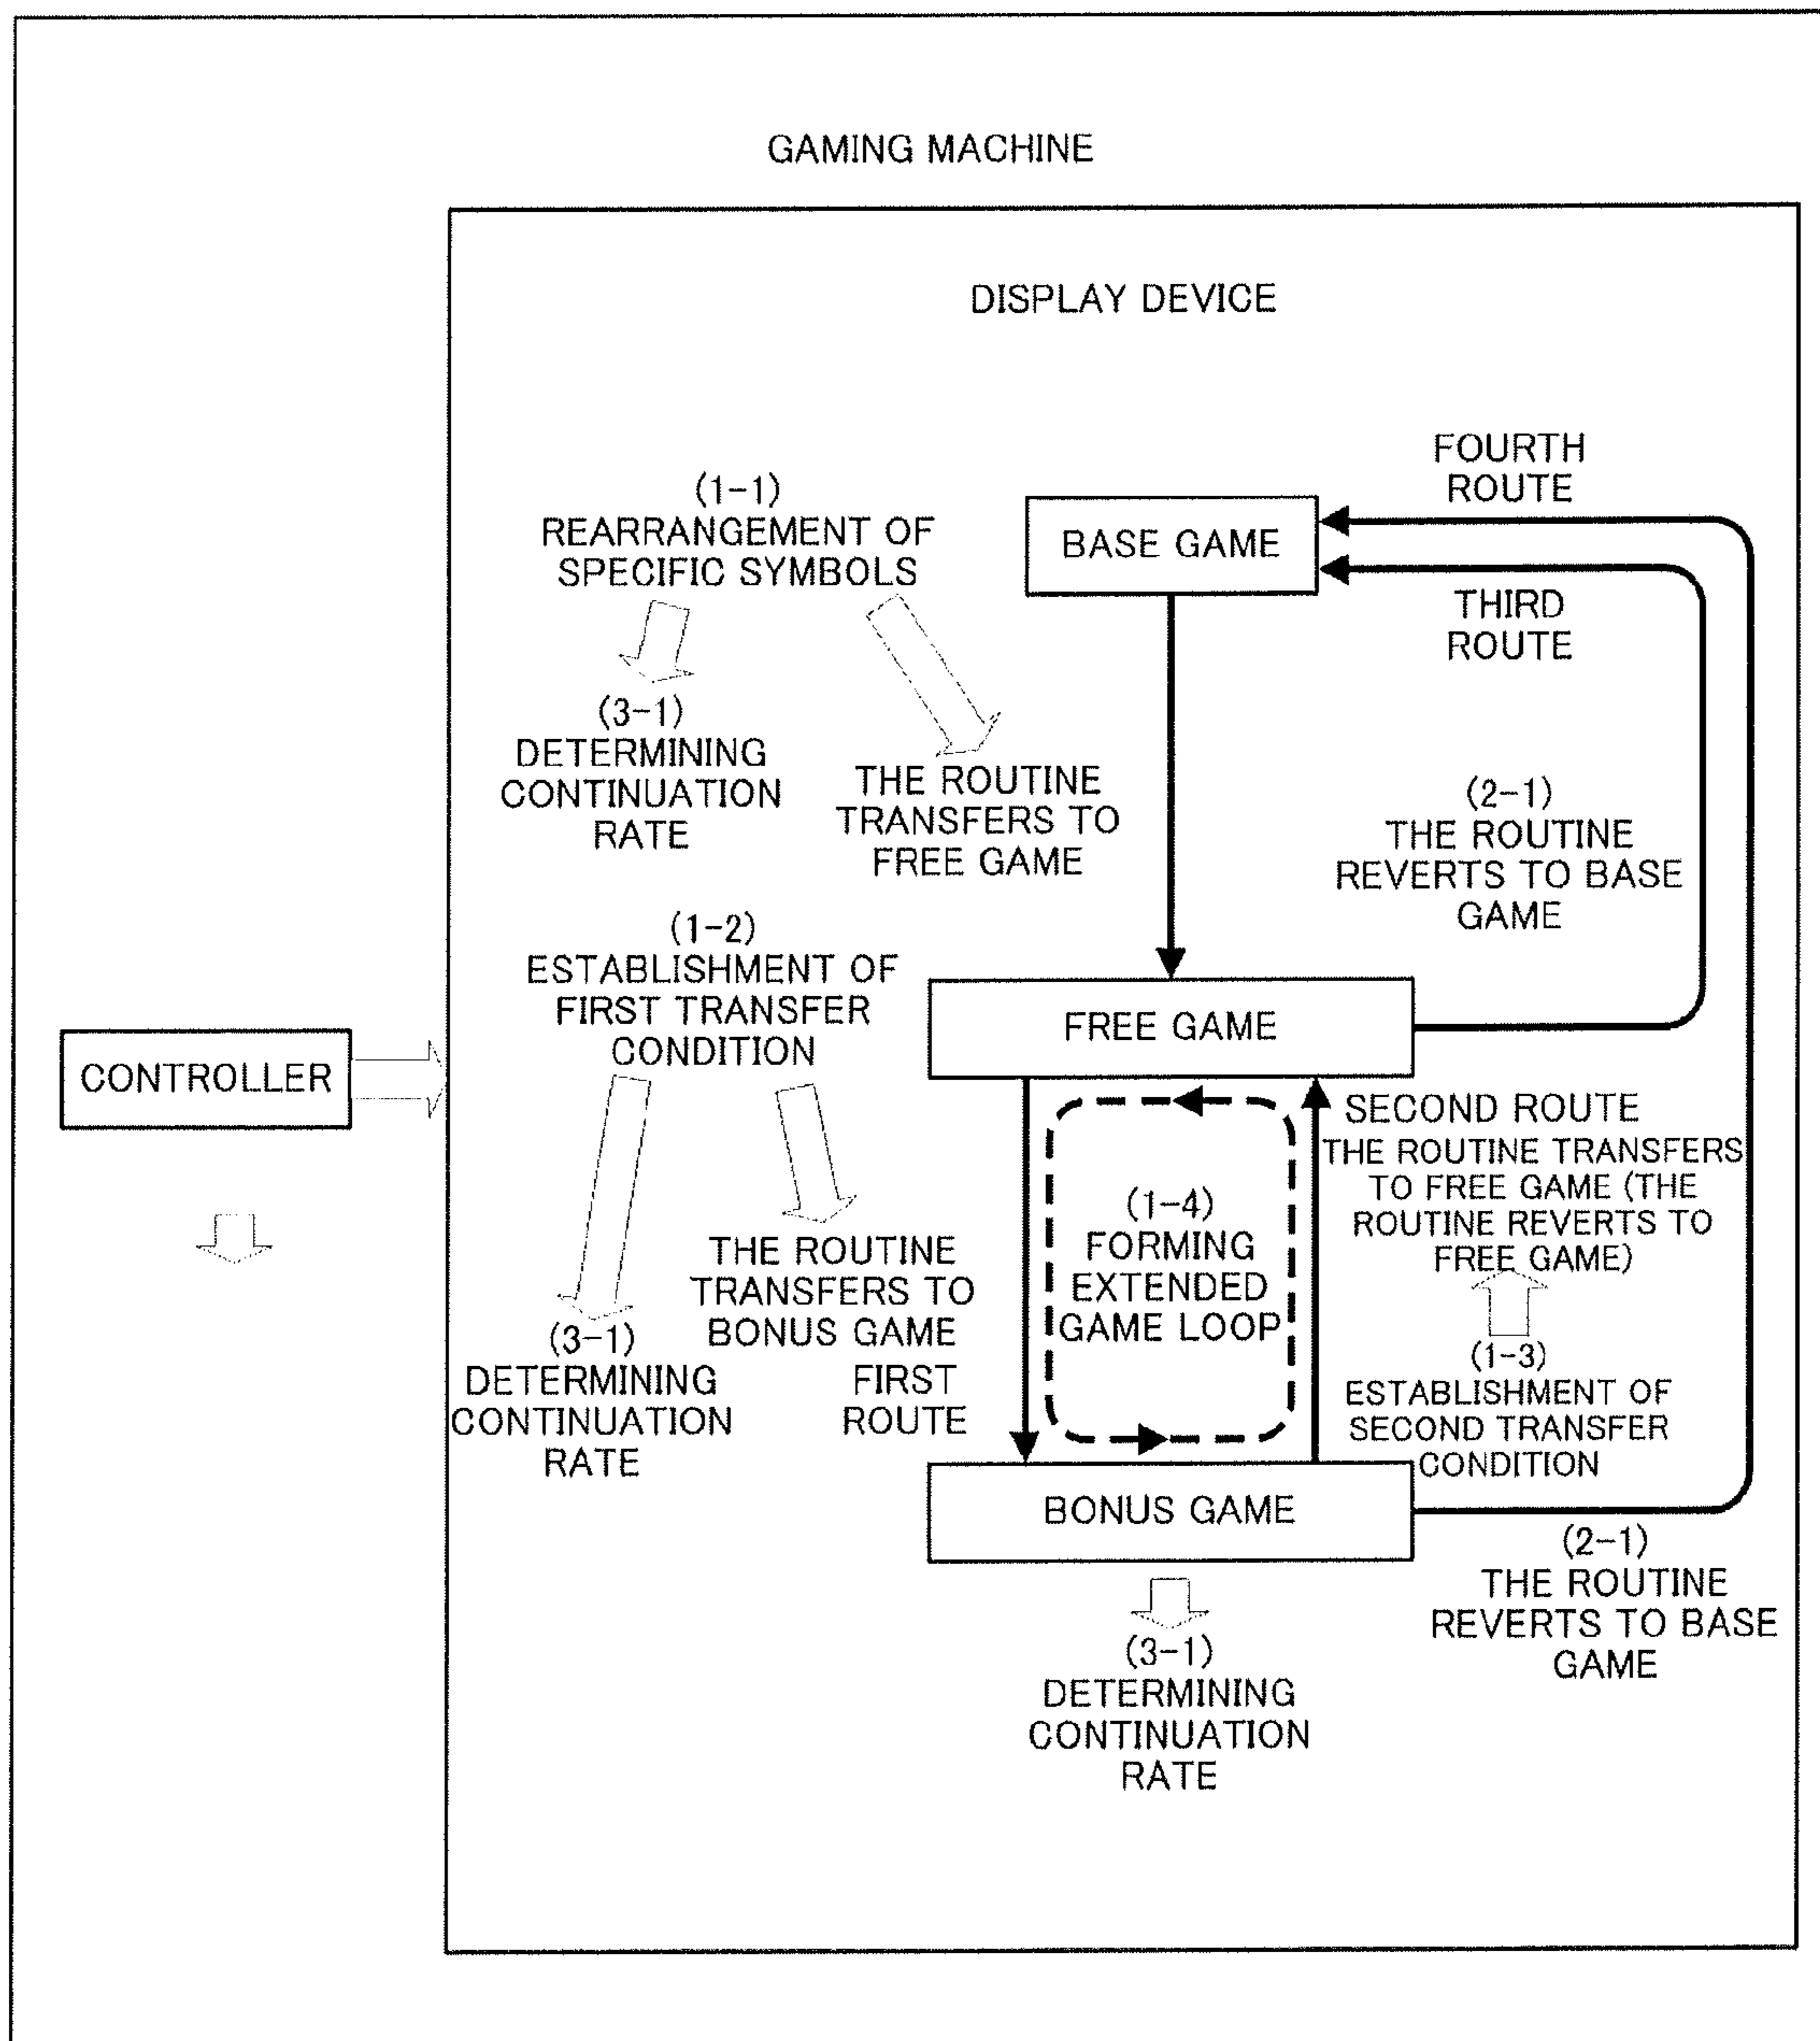 GAMING MACHINE
DISPLAY DEVICE
FOURTH
ROUTE
(1-1)
REARRANGEMENT OF
SPECIFIC SYMBOLS
BASE GAME
THIRD
ROUTE
(3-1)
DETERMINING
CONTINUATION
RATE
THE ROUTINE
TRANSFERS TO
FREE GAME
(2-1)
THE ROUTINE
REVERTS TO BASE
GAME
(1-2)
ESTABLISHMENT OF
FIRST TRANSFER
CONDITION
FREE GAME
CONTROLLER
SECOND ROUTE
THE ROUTINE TRANSFERS
TO FREE GAME (THE
ROUTINE REVERTS TO
FREE GAME)
(1-4)
FORMING
EXTENDED
GAME LOOP
THE ROUTINE
TRANSFERS TO
BONUS GAME
FIRST
ROUTE
(3-1)
DETERMINING
CONTINUATION
RATE
(1-3)
ESTABLISHMENT OF
SECOND TRANSFER
CONDITION
BONUS GAME
(2-1)
THE ROUTINE
REVERTS TO BASE
GAME
(3-1)
DETERMINING
CONTINUATION
RATE